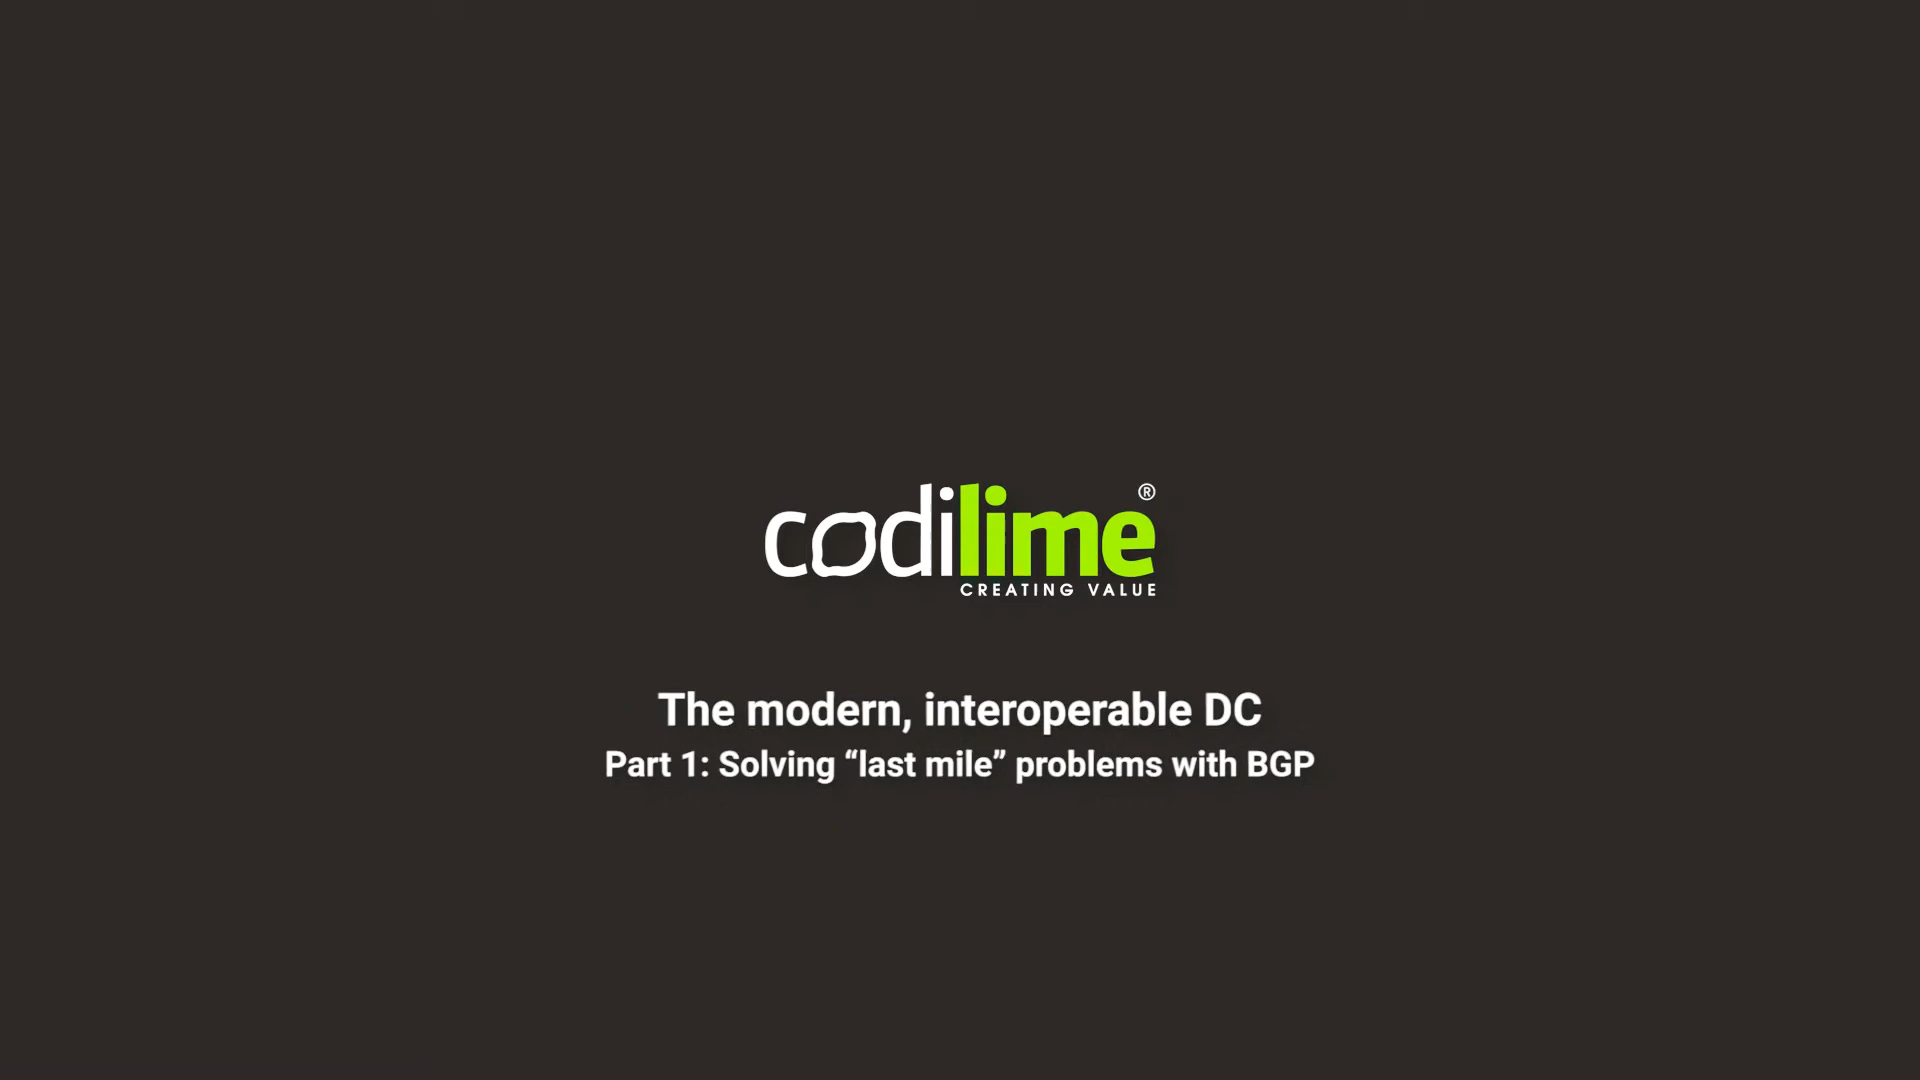 codilime®
CREATING VALUE
The modern, interoperable DC
Part 1: Solving “last mile” problems with BGP